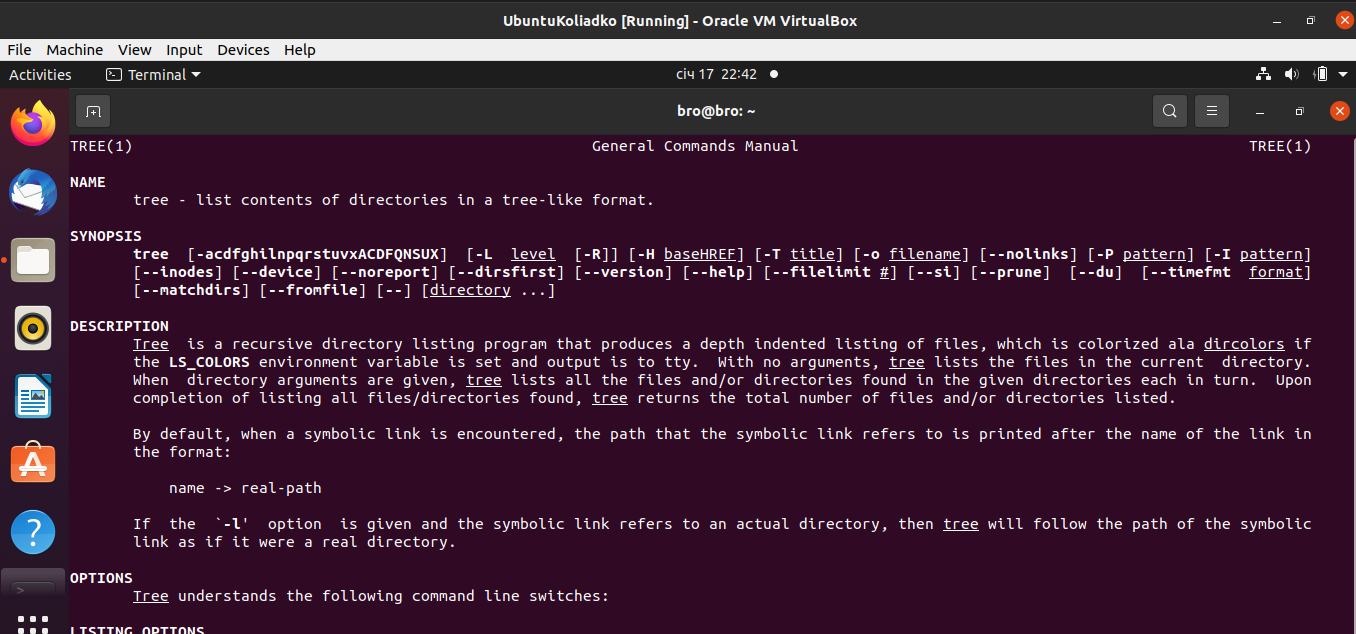 UbuntuKoliadko [Running] - Oracle VM VirtualBox
File Machine View Input Devices Help
Activities Terminal січ 17 22:42
bro@bro: ~
TREE(1) General Commands Manual TREE(1)
NAME
tree - list contents of directories in a tree-like format.
SYNOPSIS
tree [-acdfghilnpqrstuvxACDFQNSUX] [-L level [-R]] [-H baseHREF] [-T title] [-o filename] [--nolinks] [-P pattern] [-I pattern]
[--inodes] [--device] [--noreport] [--dirsfirst] [--version] [--help] [--filelimit #] [--si] [--prune] [--du] [--timefmt format]
[--matchdirs] [--fromfile] [--] [directory ...]
DESCRIPTION
Tree is a recursive directory listing program that produces a depth indented listing of files, which is colorized ala dircolors if
the LS_COLORS environment variable is set and output is to tty. With no arguments, tree lists the files in the current directory.
When directory arguments are given, tree lists all the files and/or directories found in the given directories each in turn. Upon
completion of listing all files/directories found, tree returns the total number of files and/or directories listed.
By default, when a symbolic link is encountered, the path that the symbolic link refers to is printed after the name of the link in
the format:
name -> real-path
If the `-l' option is given and the symbolic link refers to an actual directory, then tree will follow the path of the symbolic
link as if it were a real directory.
OPTIONS
Tree understands the following command line switches:
LISTING OPTIONS